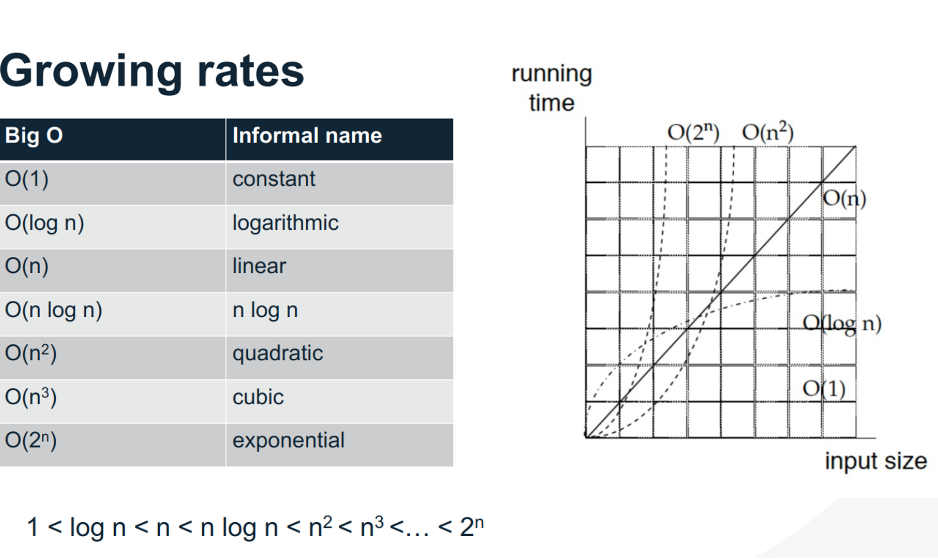 Growing rates
Big O Informal name
O(1) constant
O(log n) logarithmic
O(n) linear
O(n log n) n log n
O(n²) quadratic
O(n³) cubic
O(2ⁿ) exponential
1 < log n < n < n log n < n² < n³ <... < 2ⁿ
running
time
O(2ⁿ) O(n²)
O(n)
O(log n)
O(1)
input size